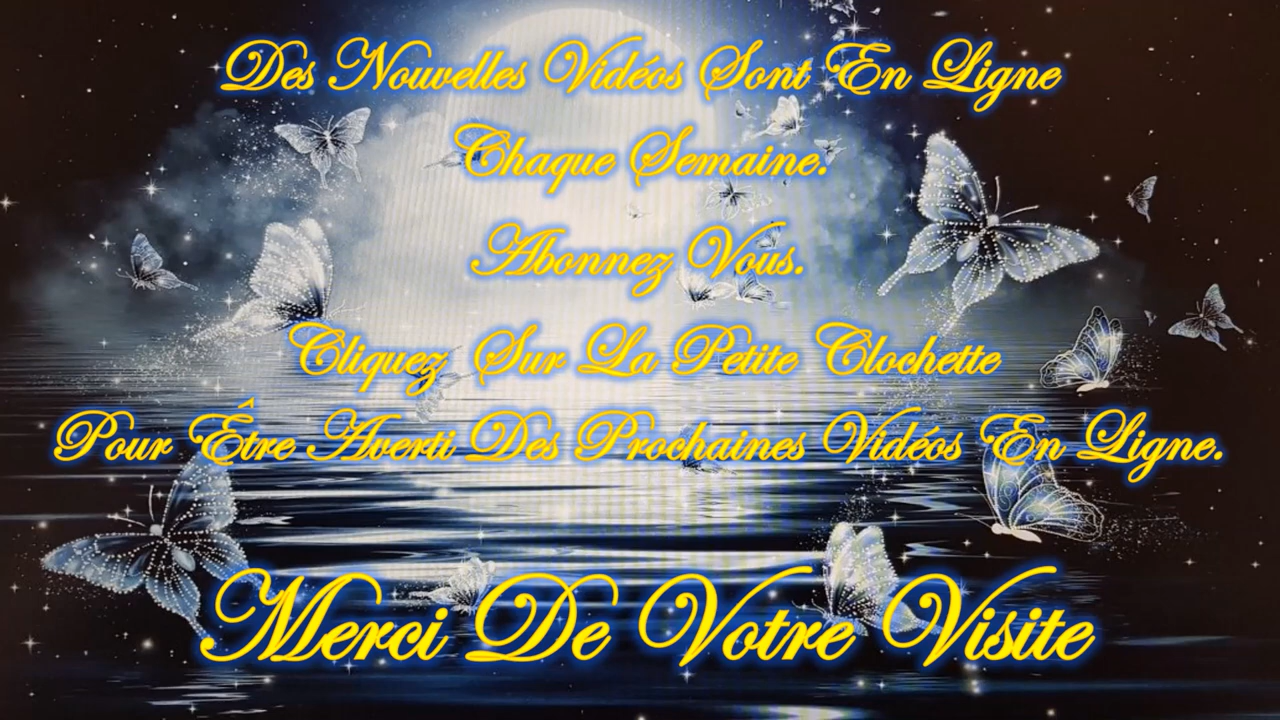 Des Nouvelles Vidéos Sont En Ligne
Chaque Semaine.
Abonnez Vous.
Cliquez Sur La Petite Clochette
Pour Être Averti Des Prochaines Vidéos En Ligne.
Merci De Votre Visite